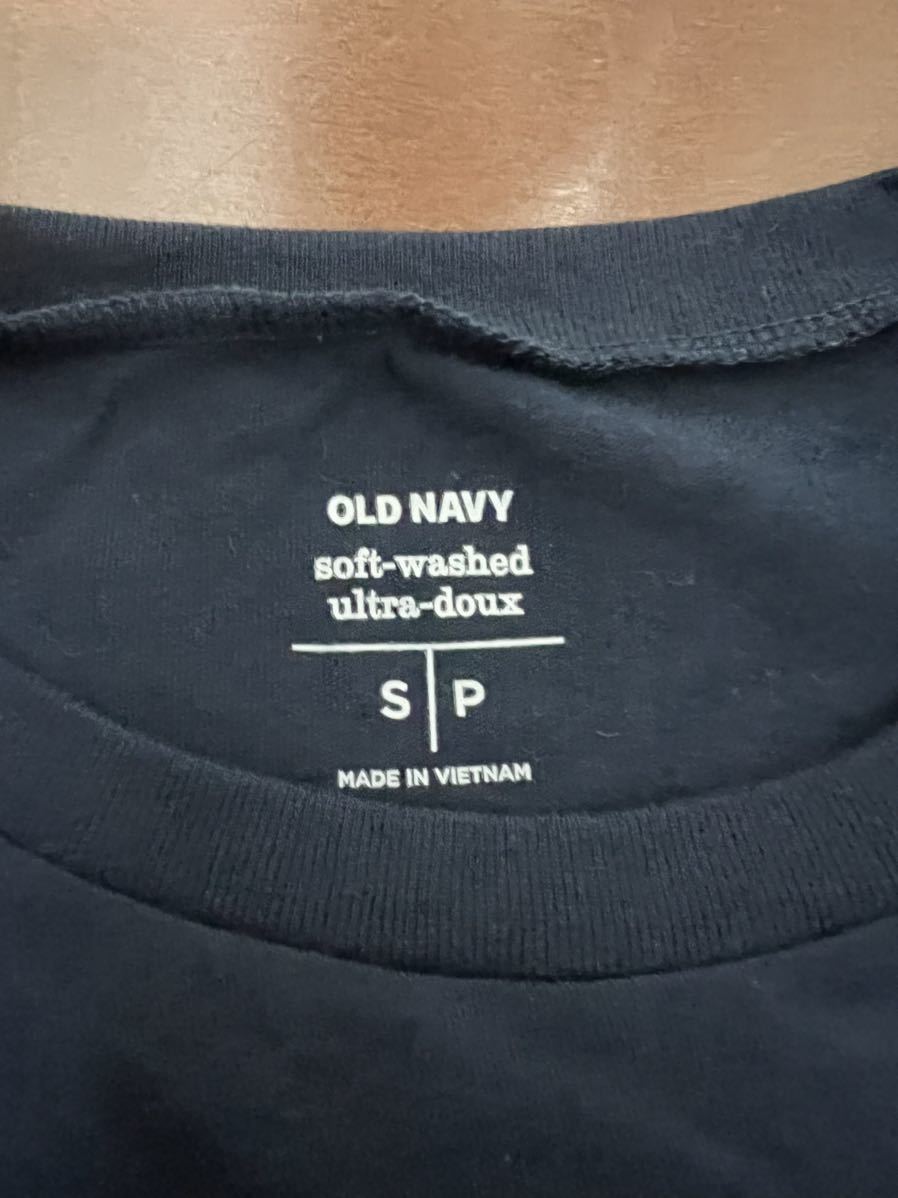 OLD NAVY
soft-washed
ultra-doux
S P
MADE IN VIETNAM